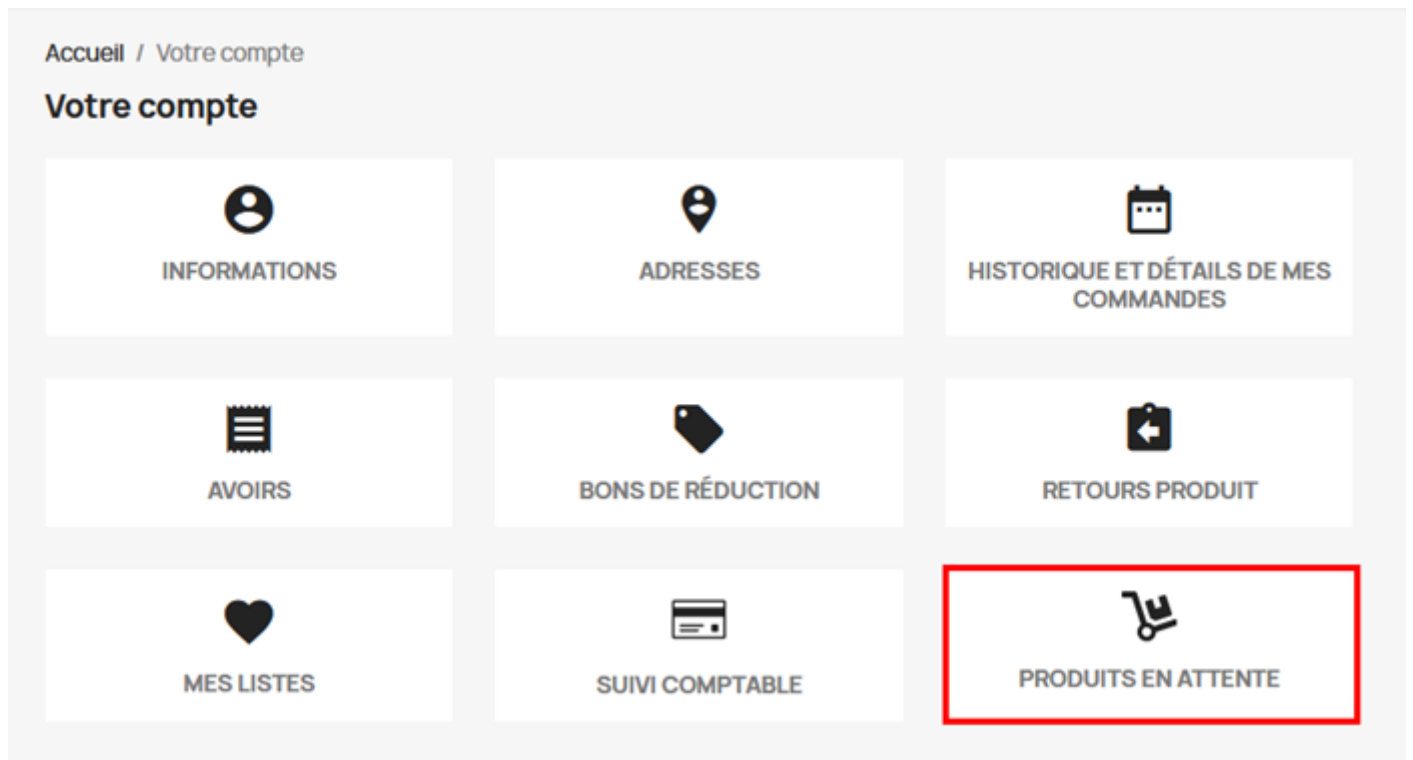 Accueil / Votre compte
Votre compte
INFORMATIONS
ADRESSES
HISTORIQUE ET DÉTAILS DE MES
COMMANDES
AVOIRS
BONS DE RÉDUCTION
RETOURS PRODUIT
MES LISTES
SUIVI COMPTABLE
PRODUITS EN ATTENTE